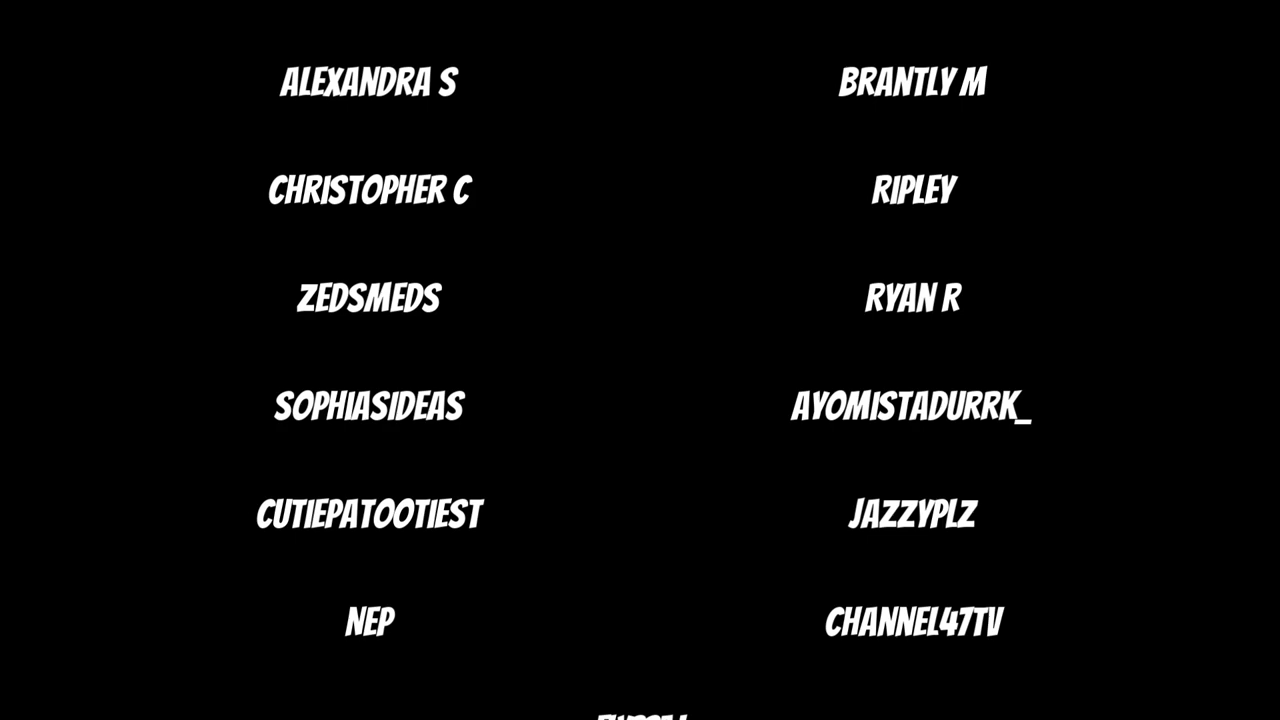 ALEXANDRA S
BRANTLY M
CHRISTOPHER C
RIPLEY
ZEDSMEDS
RYAN R
SOPHIASIDEAS
AYOMISTADURRK_
CUTIEPATOOTIEST
JAZZYPLZ
NEP
CHANNEL47TV